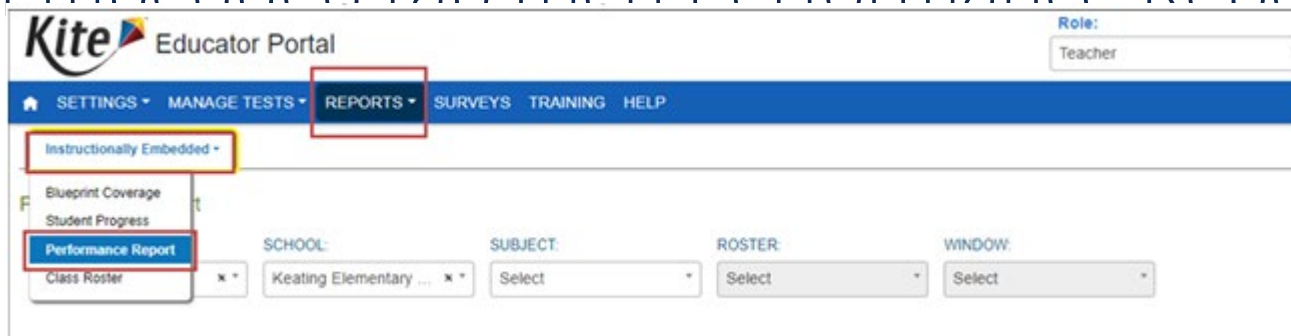 Kite Educator Portal
Role:
Teacher
SETTINGS MANAGE TESTS REPORTS SURVEYS TRAINING HELP
Instructionally Embedded
Blueprint Coverage
Student Progress
Performance Report
Class Roster
SCHOOL: SUBJECT: ROSTER: WINDOW:
Keating Elementary ... Select Select Select